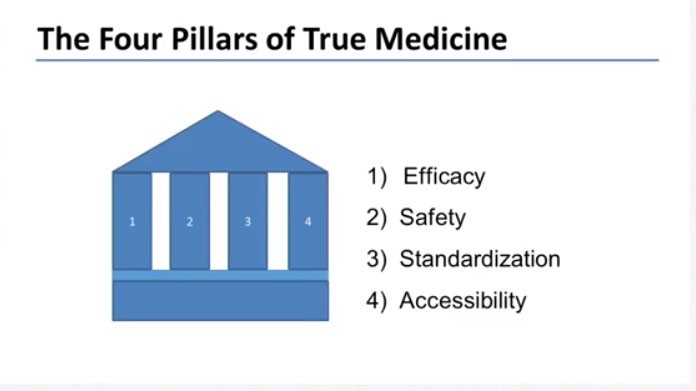 The Four Pillars of True Medicine
1 2 3 4
1) Efficacy
2) Safety
3) Standardization
4) Accessibility